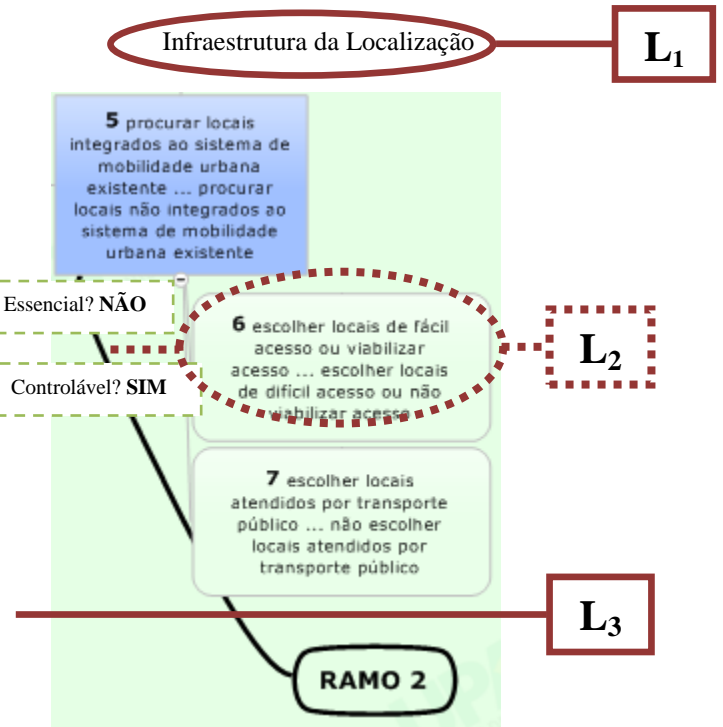 Infraestrutura da Localização
L₁
5 procurar locais
integrados ao sistema de
mobilidade urbana
existente ... procurar
locais não integrados ao
sistema de mobilidade
urbana existente
Essencial? NÃO
6 escolher locais de fácil
acesso ou viabilizar
acesso ... escolher locais
de difícil acesso ou não
viabilizar acesso
L₂
Controlável? SIM
7 escolher locais
atendidos por transporte
público ... não escolher
locais atendidos por
transporte público
L₃
RAMO 2